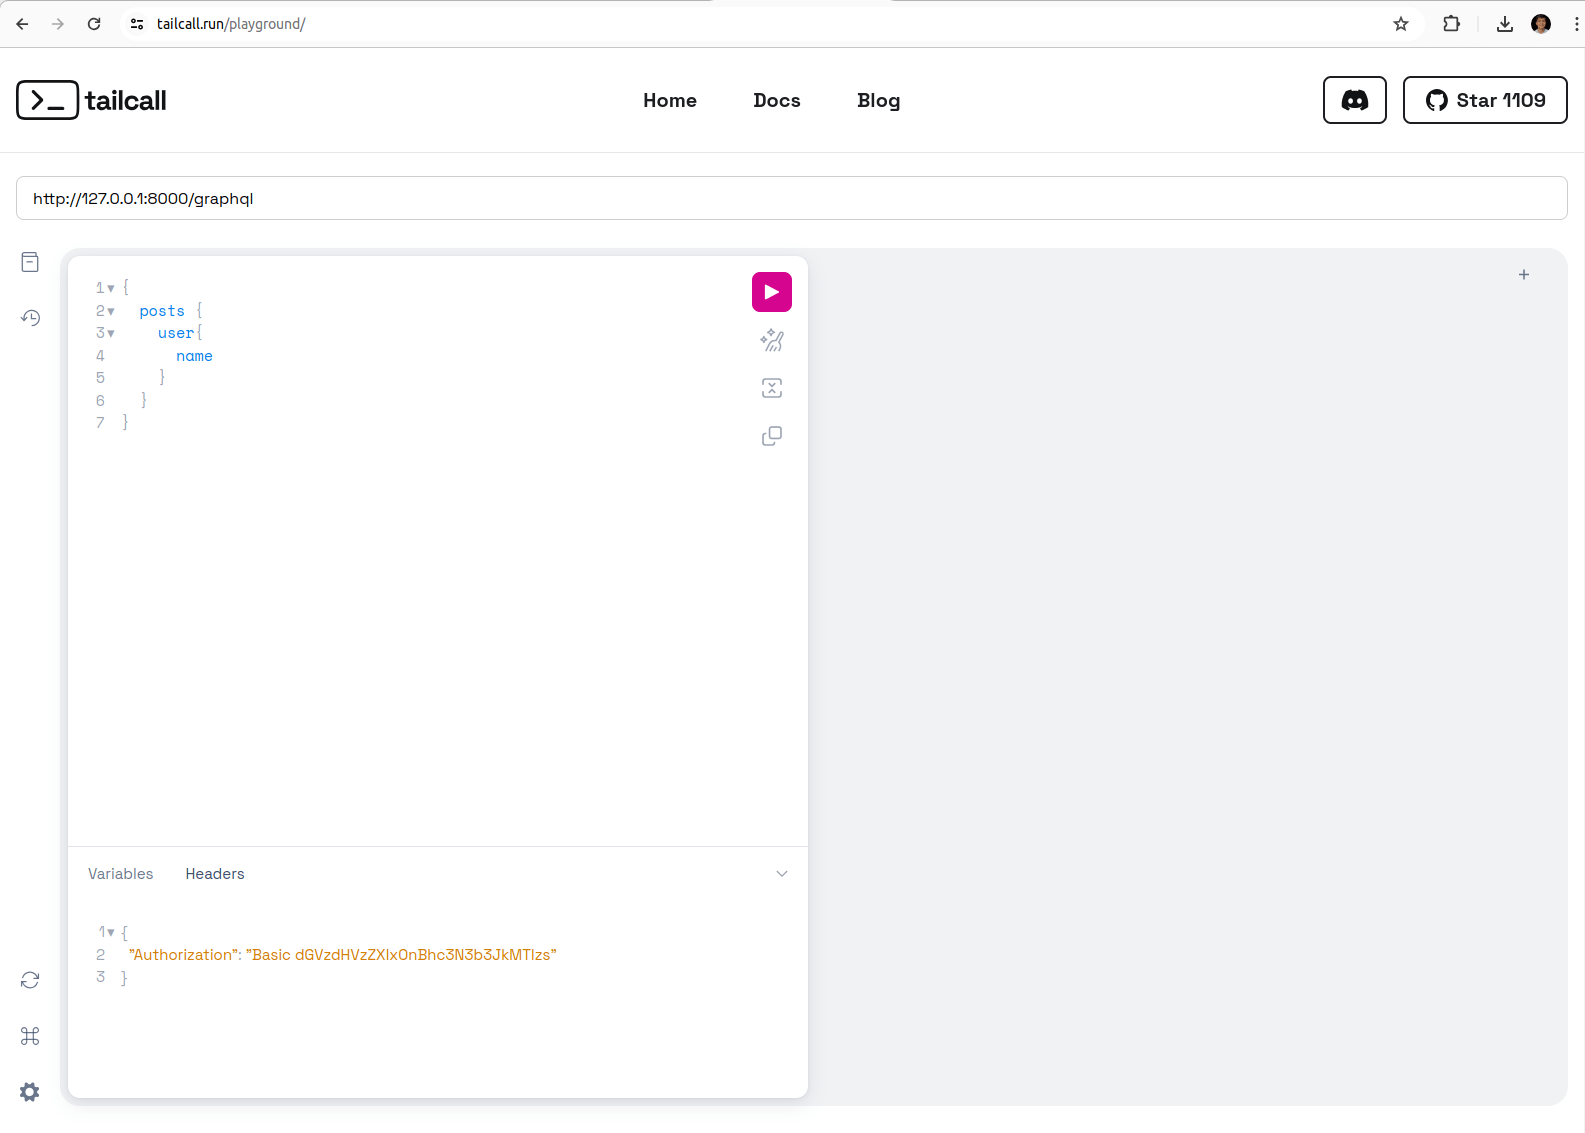 tailcall.run/playground/
>_ tailcall
Home Docs Blog
Star 1109
http://127.0.0.1:8000/graphql
1 {
2 posts {
3 user{
4 name
5 }
6 }
7 }
Variables Headers
1 {
2 "Authorization": "Basic dGVzdHVzZXIxOnBhc3N3b3JkMTIzs"
3 }